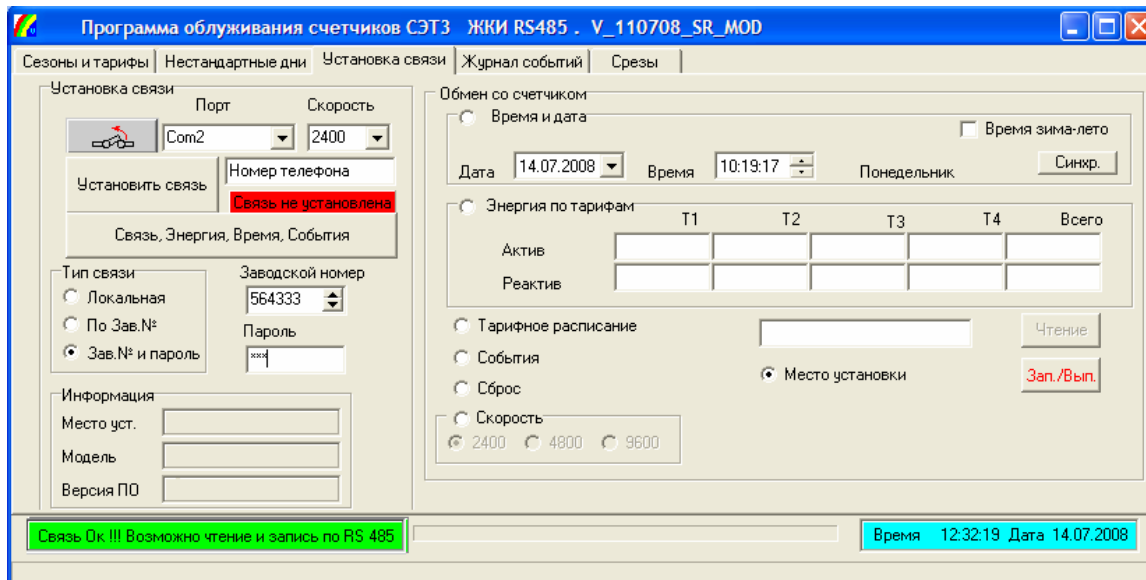 Программа облуживания счетчиков СЭТ3 ЖКИ RS485 . V_110708_SR_MOD
Сезоны и тарифы Нестандартные дни Установка связи Журнал событий Срезы
Установка связи
Порт Скорость
Com2 2400
Установить связь
Номер телефона
Связь не установлена
Связь, Энергия, Время, События
Тип связи
Локальная
По Зав.№
Зав.№ и пароль
Заводской номер
564333
Пароль
***
Информация
Место уст.
Модель
Версия ПО
Обмен со счетчиком
Время и дата
Время зима-лето
Дата 14.07.2008 Время 10:19:17 Понедельник Синхр.
Энергия по тарифам
Т1 Т2 Т3 Т4 Всего
Актив
Реактив
Тарифное расписание
События
Сброс
Чтение
Место установки
Зап./Вып.
Скорость
2400 4800 9600
Связь Ок !!! Возможно чтение и запись по RS 485
Время 12:32:19 Дата 14.07.2008